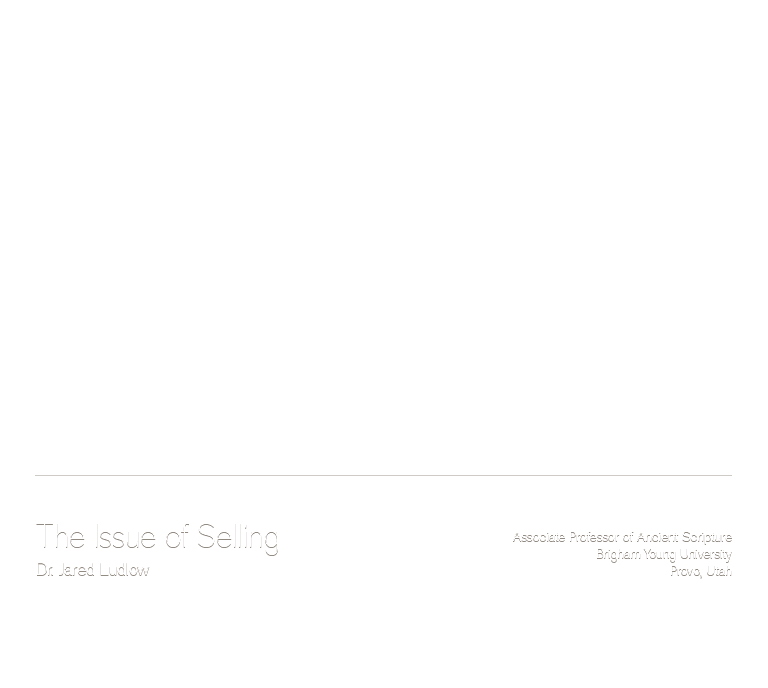 The Issue of Selling
Dr. Jared Ludlow
Associate Professor of Ancient Scripture
Brigham Young University
Provo, Utah